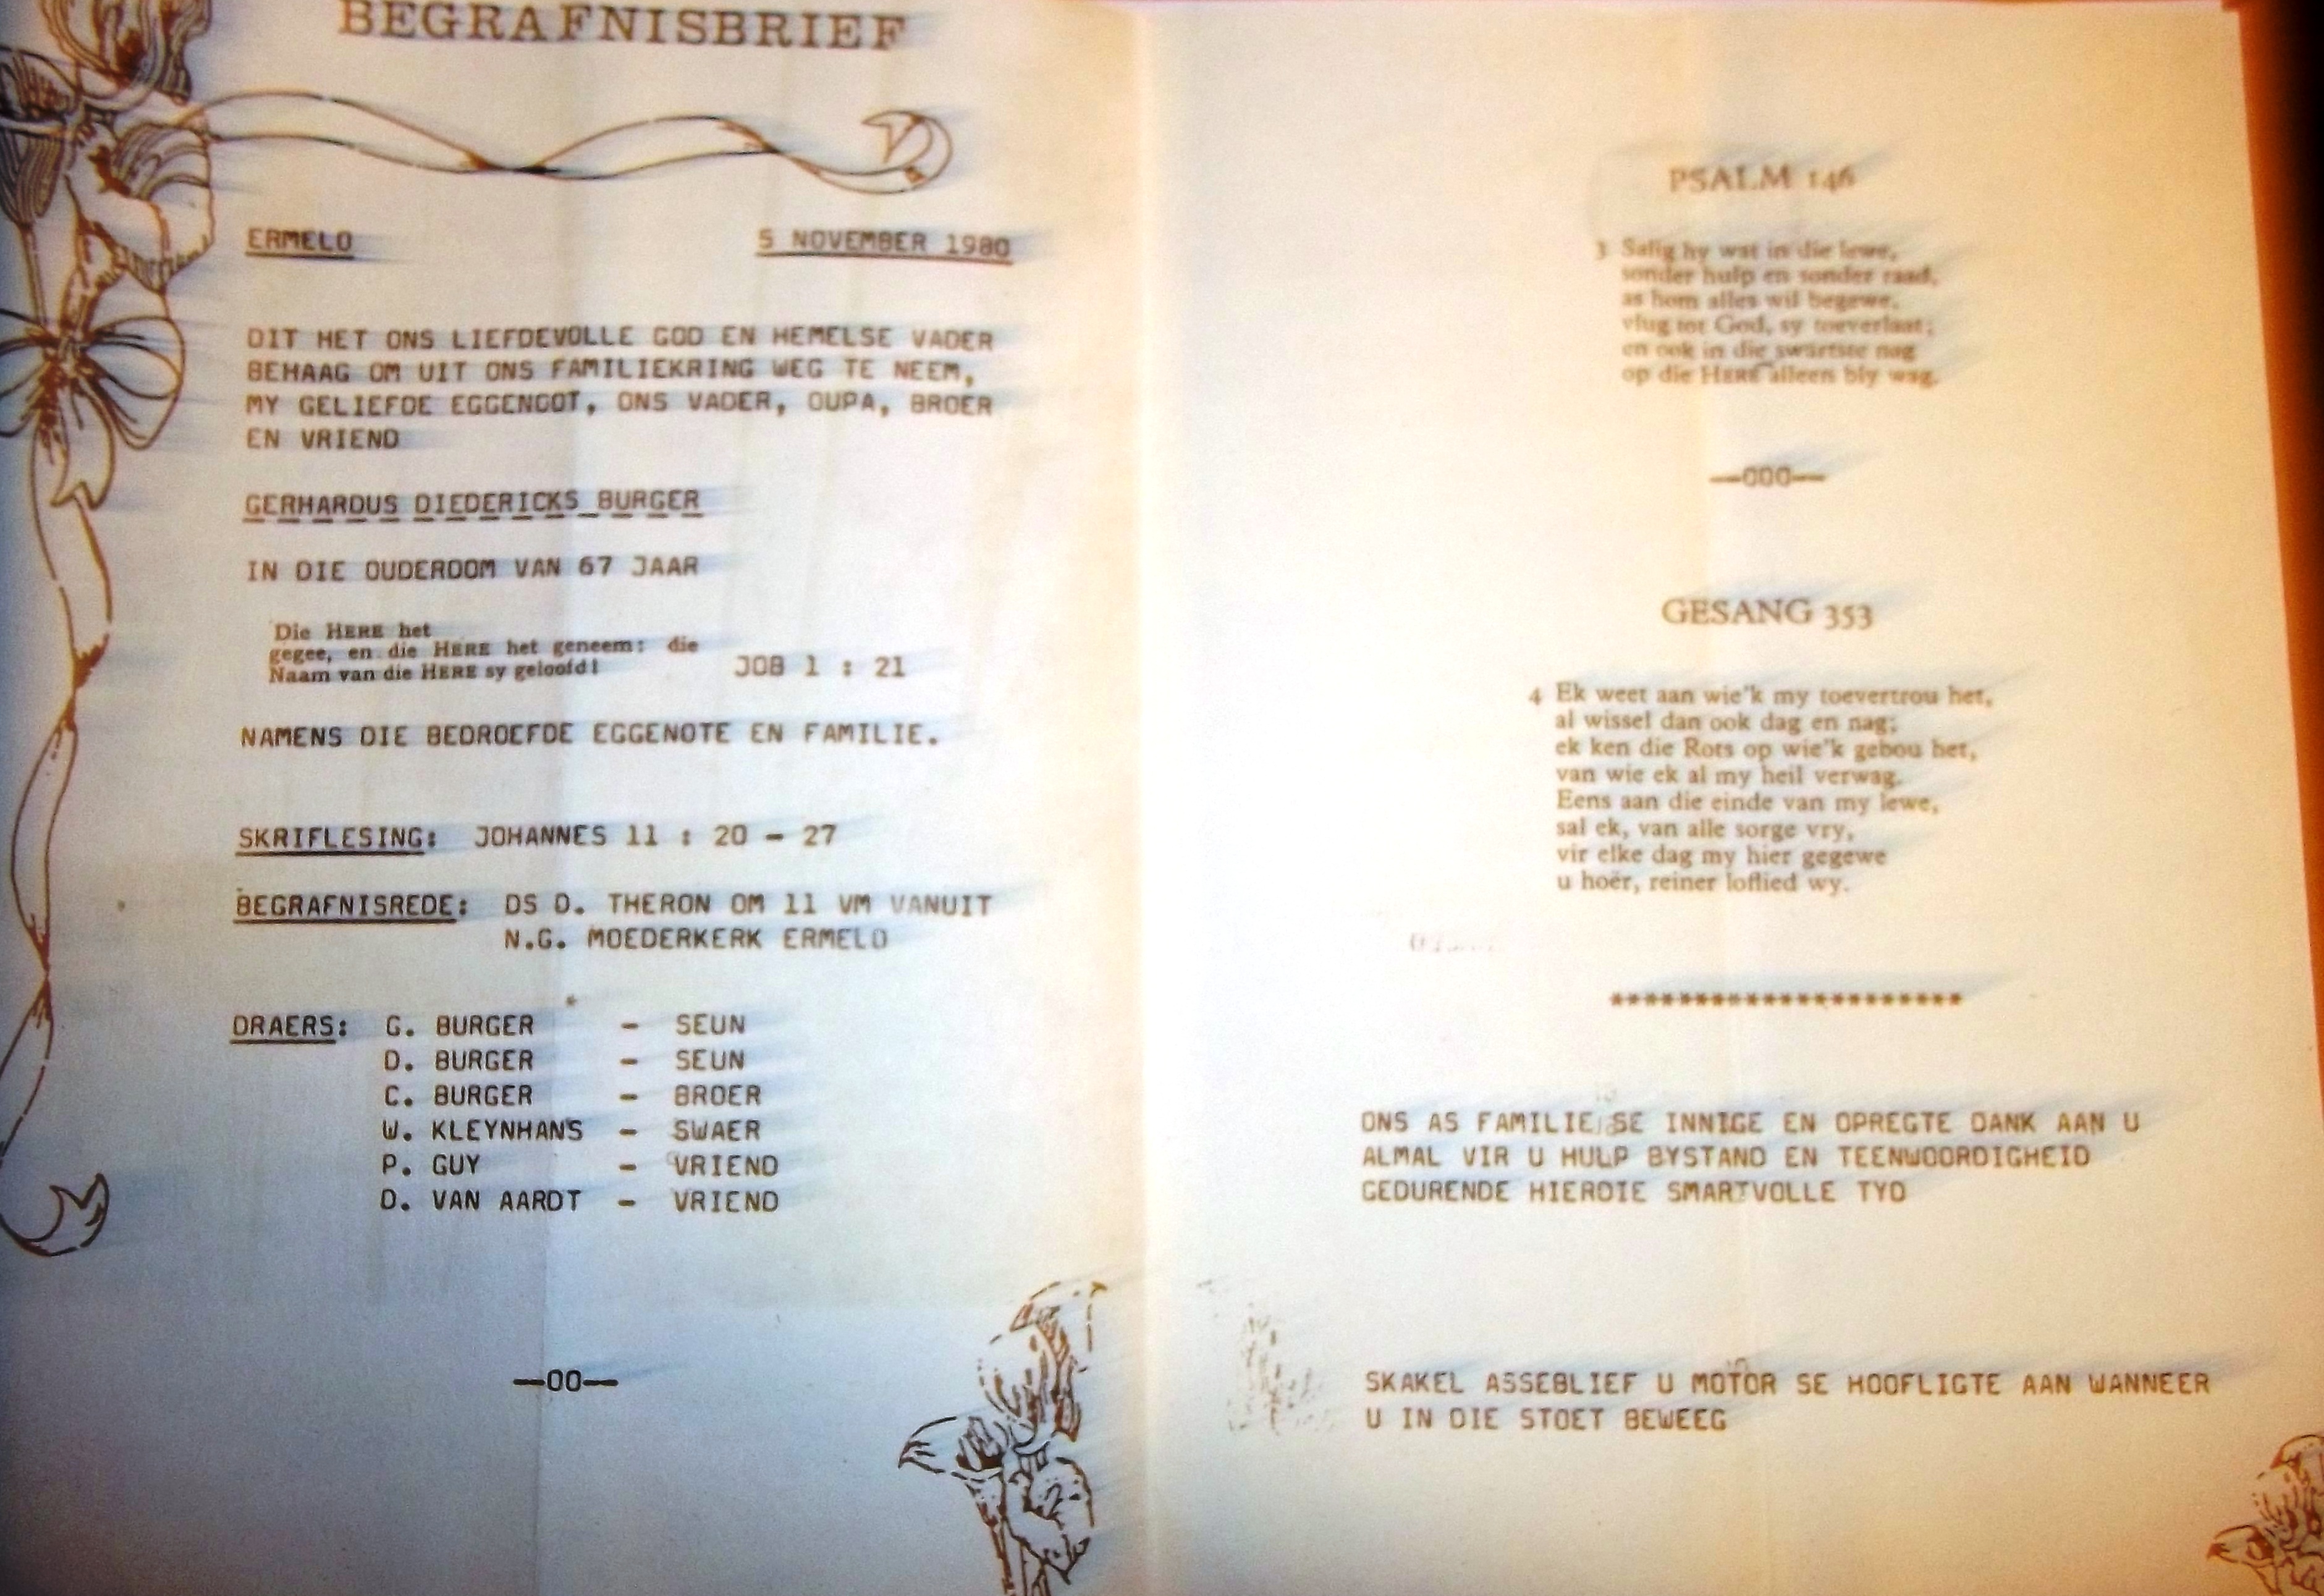 BEGRAFNISBRIEF
ERMELO 5 NOVEMBER 1980
DIT HET ONS LIEFDEVOLLE GOD EN HEMELSE VADER
BEHAAG OM UIT ONS FAMILIEKRING WEG TE NEEM,
MY GELIEFDE EGGENGOT, ONS VADER, OUPA, BROER
EN VRIEND
GERHARDUS DIEDERICKS BURGER
IN DIE OUDERDOM VAN 67 JAAR
Die HERE het
gegee, en die HERE het geneem: die
Naam van die HERE sy geloofd!
JOB 1 : 21
NAMENS DIE BEDROEFDE EGGENOTE EN FAMILIE.
SKRIFLESING: JOHANNES 11 : 20 - 27
BEGRAFNISREDE: DS D. THERON OM 11 VM VANUIT
N.G. MOEDERKERK ERMELO
DRAERS: G. BURGER - SEUN
D. BURGER - SEUN
C. BURGER - BROER
W. KLEYNHANS - SWAER
P. GUY - VRIEND
D. VAN AARDT - VRIEND
—00—
PSALM 146
3 Salig hy wat in die lewe,
sonder hulp en sonder raad,
as hom alles wil begewe,
vlug tot God, sy toeverlaat;
en ook in die swartste nag
op die HERE alleen bly wag.
—000—
GESANG 353
4 Ek weet aan wie'k my toevertrou het,
al wissel dan ook dag en nag;
ek ken die Rots op wie'k gebou het,
van wie ek al my heil verwag.
Eens aan die einde van my lewe,
sal ek, van alle sorge vry,
vir elke dag my hier gegewe
u hoër, reiner loflied wy.
*********************
ONS AS FAMILIE SE INNIGE EN OPREGTE DANK AAN U
ALMAL VIR U HULP BYSTAND EN TEENWOORDIGHEID
GEDURENDE HIERDIE SMARTVOLLE TYD
SKAKEL ASSEBLIEF U MOTOR SE HOOFLIGTE AAN WANNEER
U IN DIE STOET BEWEEG